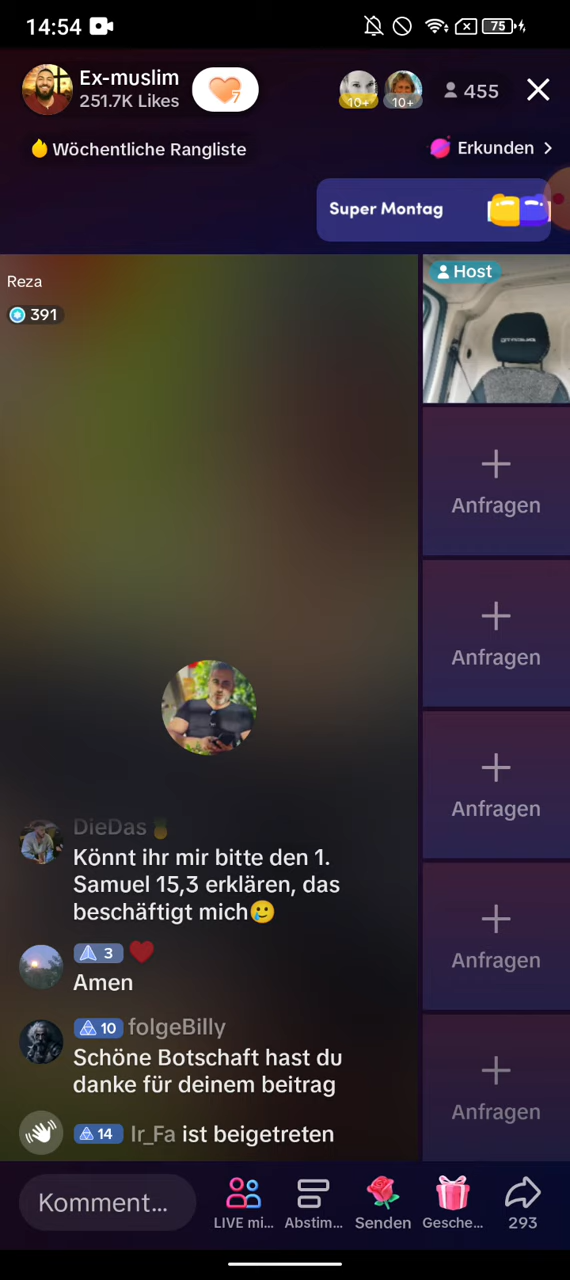 14:54
75
Ex-muslim
251.7K Likes
7
10+
10+
455
Wöchentliche Rangliste
Erkunden
Super Montag
Reza
391
Host
Anfragen
Anfragen
Anfragen
Anfragen
Anfragen
DieDas🍍
Könnt ihr mir bitte den 1.
Samuel 15,3 erklären, das
beschäftigt mich🥲
3 ❤️
Amen
10 folgeBilly
Schöne Botschaft hast du
danke für deinem beitrag
14 Ir_Fa ist beigetreten
Komment...
LIVE mi...
Abstim...
Senden
Gesche...
293